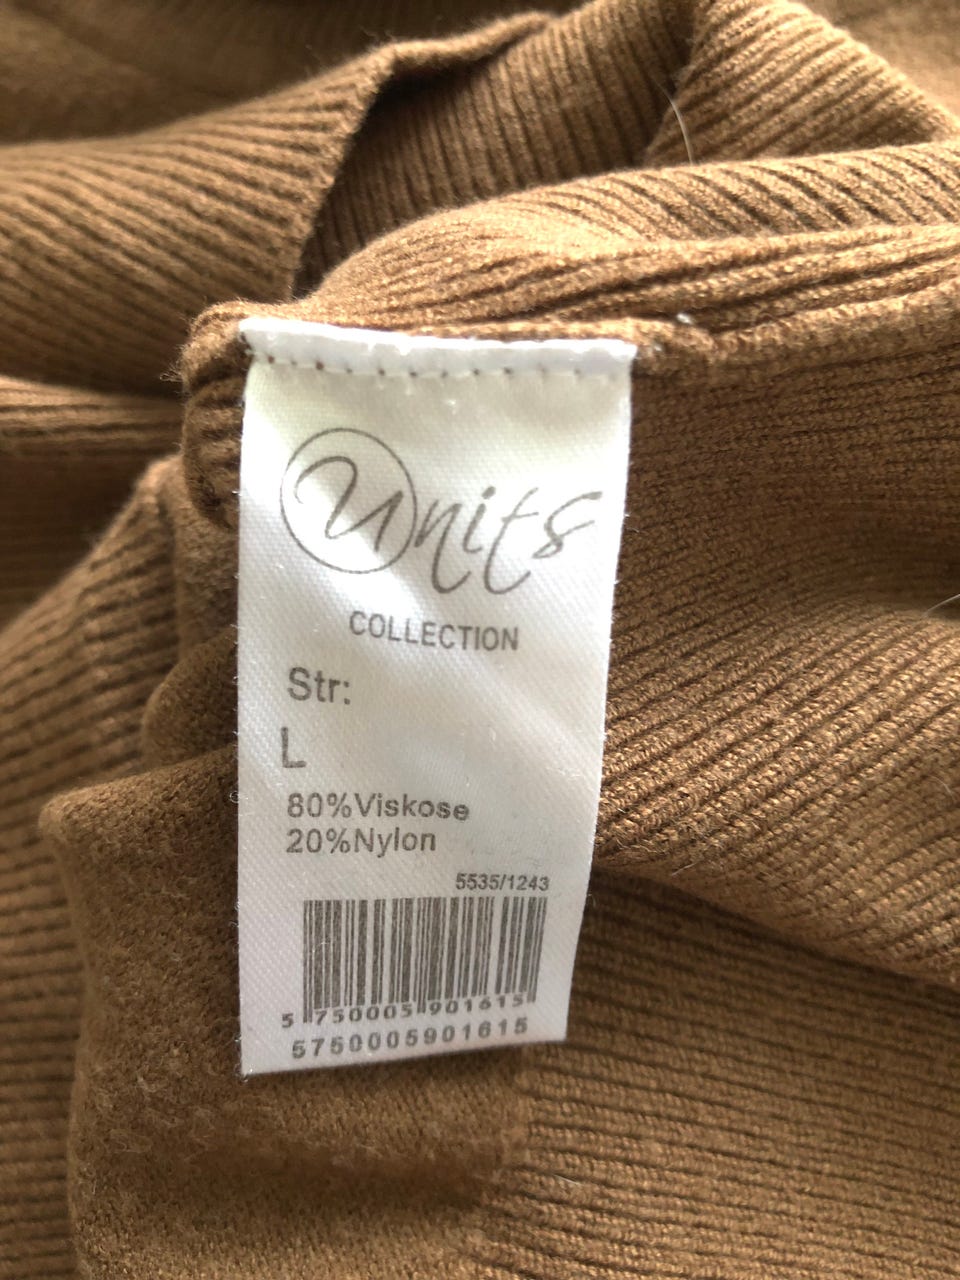 Units
COLLECTION
Str:
L
80%Viskose
20%Nylon
5535/1243
5 750005 901615
5750005901615